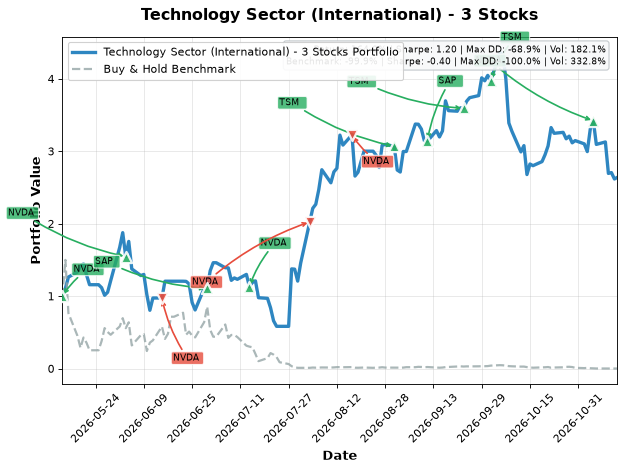 Technology Sector (International) - 3 Stocks
TSM
Technology Sector (International) - 3 Stocks Portfolio
Buy & Hold Benchmark
Sharpe: 1.20 | Max DD: -68.9% | Vol: 182.1%
Benchmark: -99.9% | Sharpe: -0.40 | Max DD: -100.0% | Vol: 332.8%
TSM
SAP
TSM
NVDA
NVDA
NVDA
SAP
NVDA
NVDA
NVDA
NVDA
Portfolio Value
4
3
2
1
0
2026-05-24
2026-06-09
2026-06-25
2026-07-11
2026-07-27
2026-08-12
2026-08-28
2026-09-13
2026-09-29
2026-10-15
2026-10-31
Date